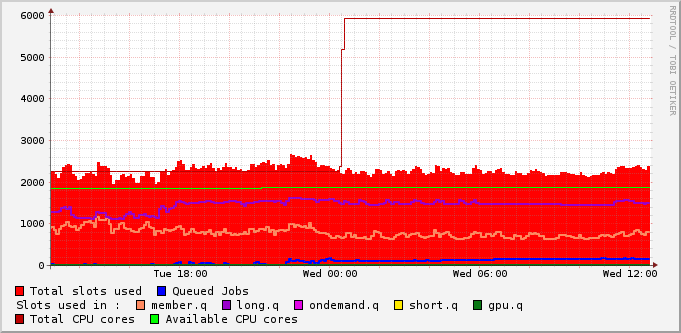 6000
5000
4000
3000
2000
1000
0
Tue 18:00 Wed 00:00 Wed 06:00 Wed 12:00
RRDTOOL / TOBI OETIKER
Total slots used Queued Jobs
Slots used in : member.q long.q ondemand.q short.q gpu.q
Total CPU cores Available CPU cores